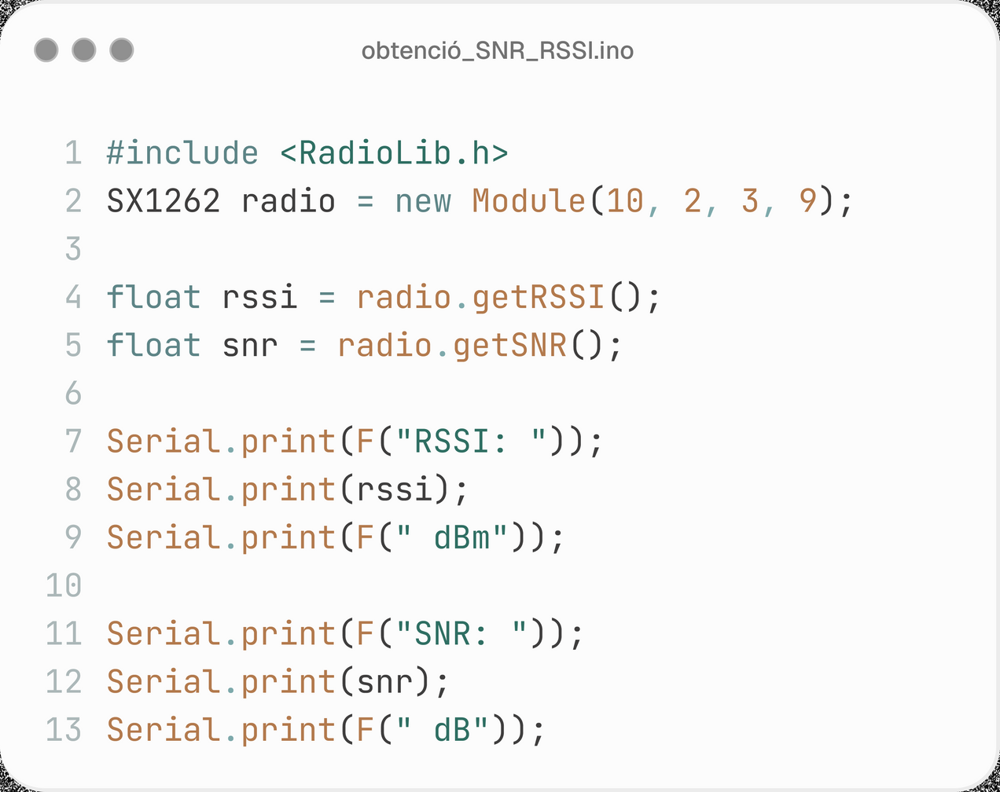 obtenció_SNR_RSSI.ino
1 #include <RadioLib.h>
2 SX1262 radio = new Module(10, 2, 3, 9);
3
4 float rssi = radio.getRSSI();
5 float snr = radio.getSNR();
6
7 Serial.print(F("RSSI: "));
8 Serial.print(rssi);
9 Serial.print(F(" dBm"));
10
11 Serial.print(F("SNR: "));
12 Serial.print(snr);
13 Serial.print(F(" dB"));